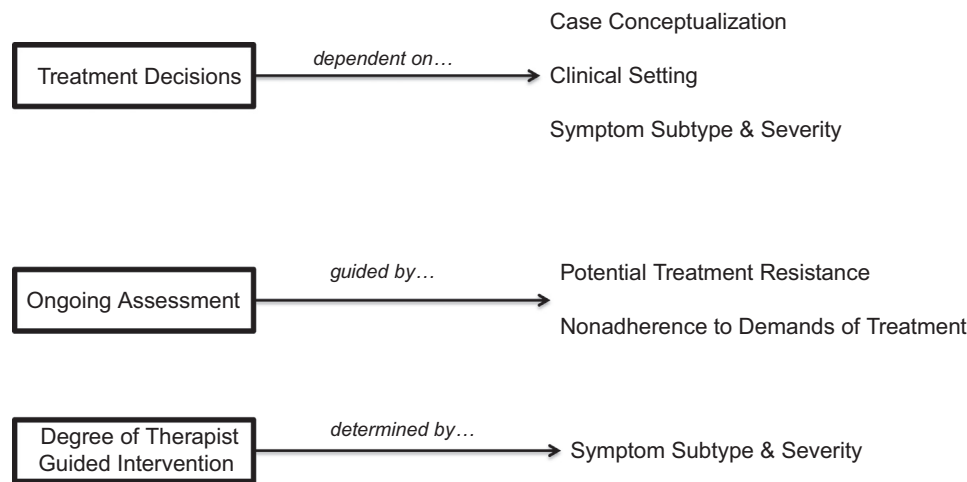 Case Conceptualization
Treatment Decisions
dependent on…
Clinical Setting
Symptom Subtype & Severity
Ongoing Assessment
guided by…
Potential Treatment Resistance
Nonadherence to Demands of Treatment
Degree of Therapist
Guided Intervention
determined by…
Symptom Subtype & Severity